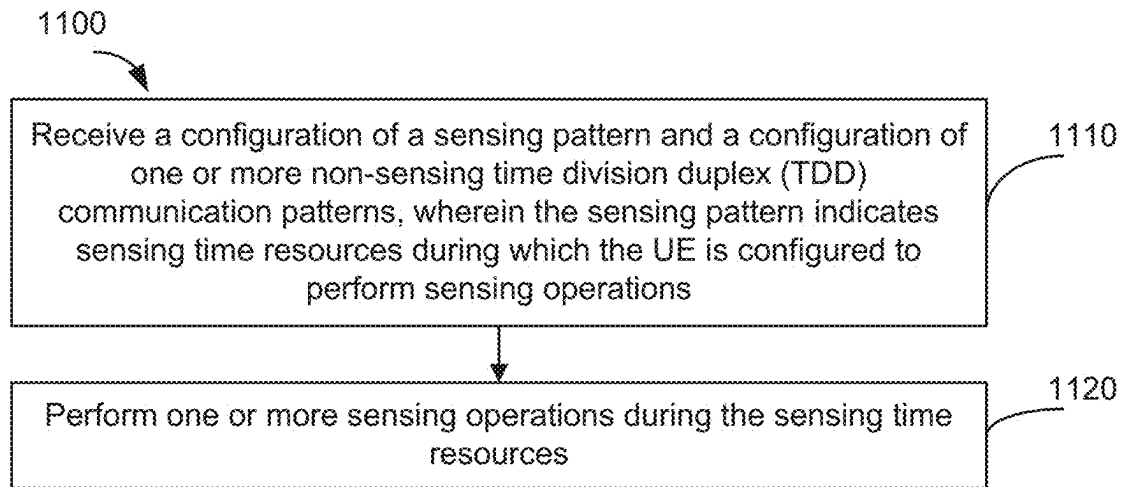 1100
Receive a configuration of a sensing pattern and a configuration of
one or more non-sensing time division duplex (TDD)
communication patterns, wherein the sensing pattern indicates
sensing time resources during which the UE is configured to
perform sensing operations
1110
Perform one or more sensing operations during the sensing time
resources
1120